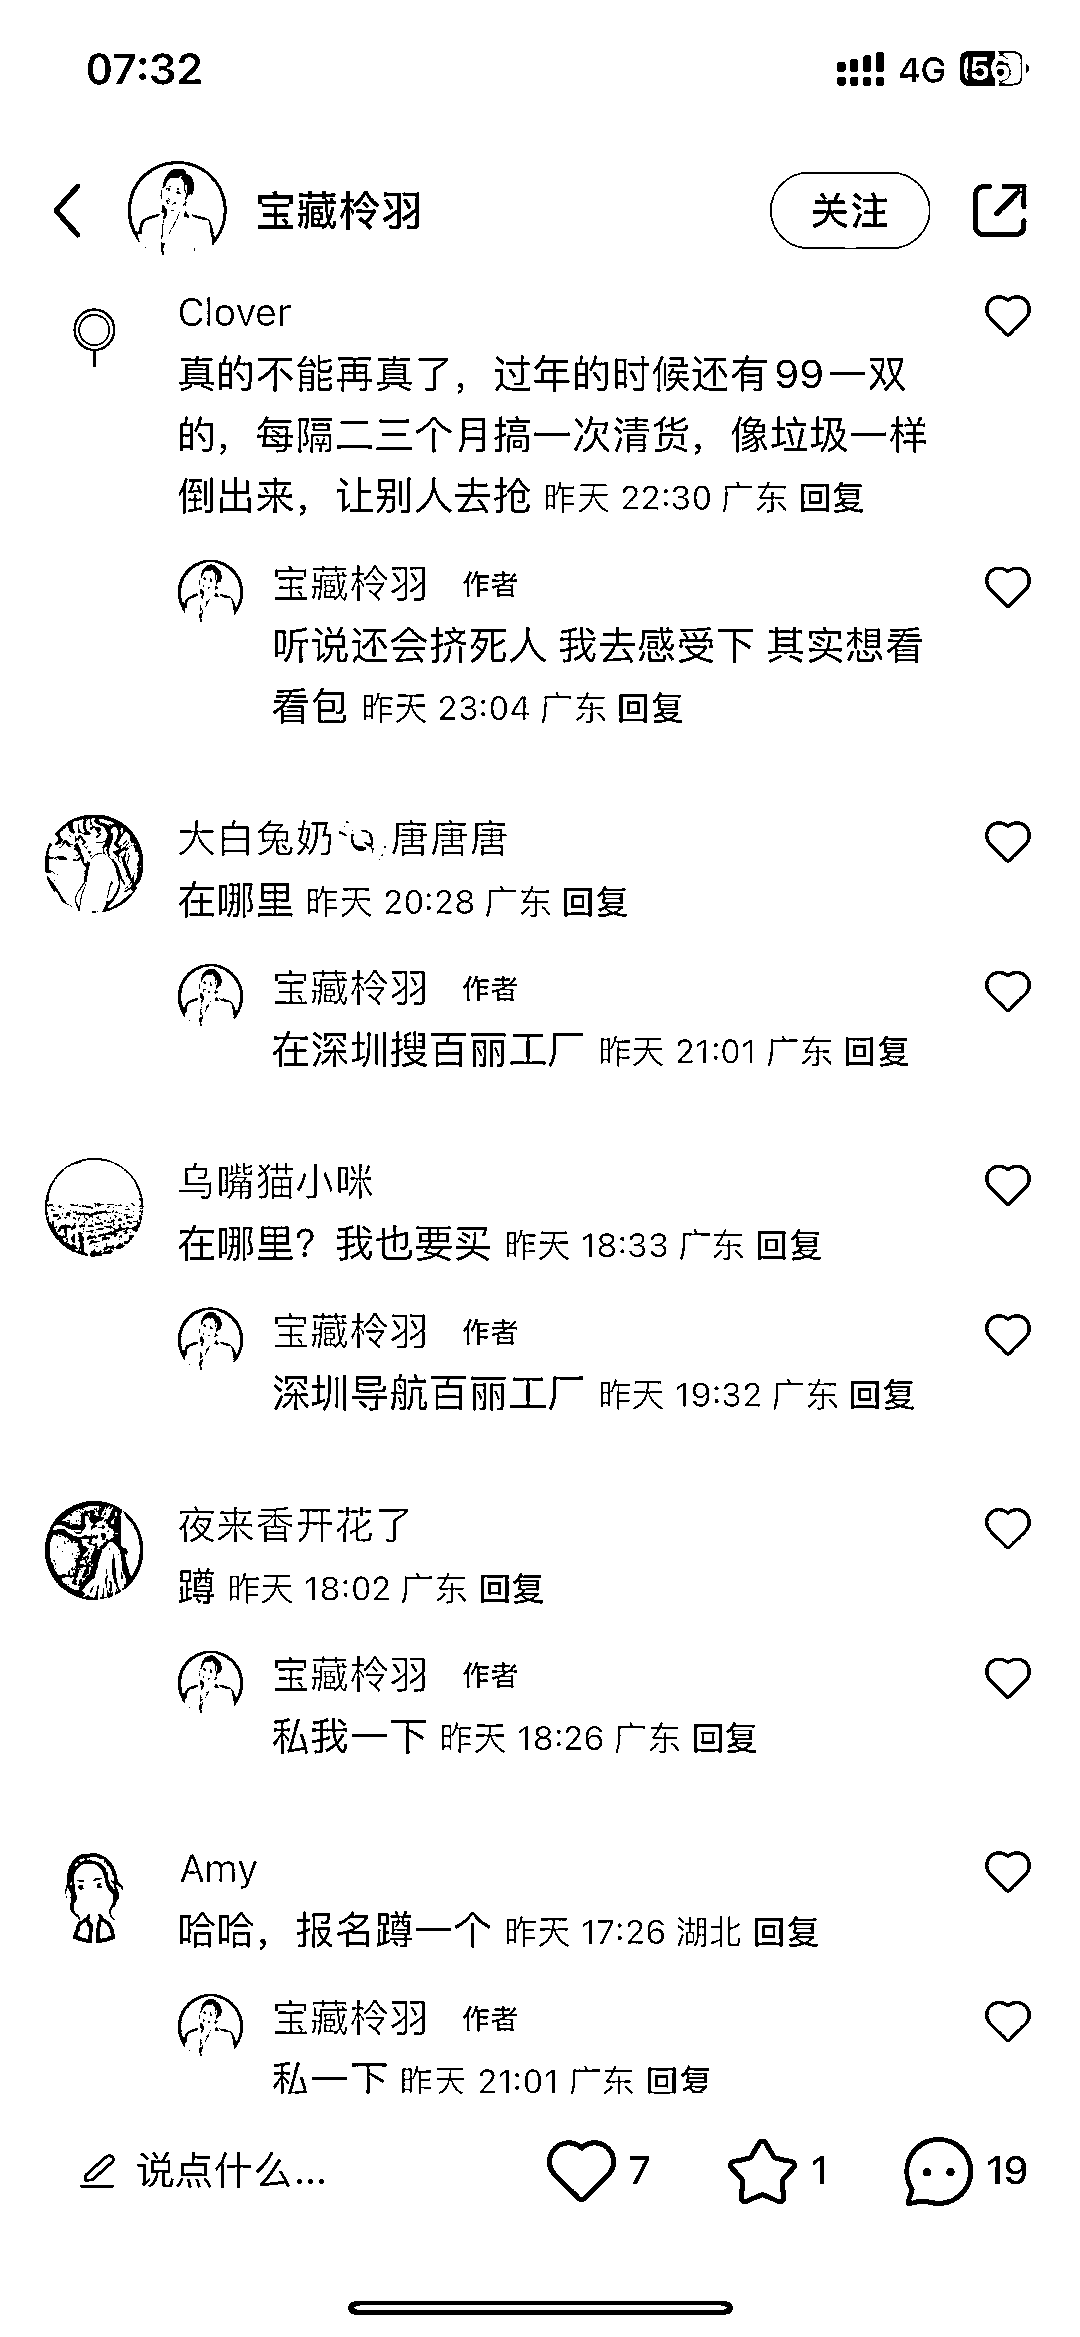 07:32
4G 56
宝藏柃羽
关注
Clover
真的不能再真了，过年的时候还有99一双
的，每隔二三个月搞一次清货，像垃圾一样
倒出来，让别人去抢 昨天 22:30 广东 回复
宝藏柃羽 作者
听说还会挤死人 我去感受下 其实想看
看包 昨天 23:04 广东 回复
大白兔奶🍬唐唐唐
在哪里 昨天 20:28 广东 回复
宝藏柃羽 作者
在深圳搜百丽工厂 昨天 21:01 广东 回复
乌嘴猫小咪
在哪里？我也要买 昨天 18:33 广东 回复
宝藏柃羽 作者
深圳导航百丽工厂 昨天 19:32 广东 回复
夜来香开花了
蹲 昨天 18:02 广东 回复
宝藏柃羽 作者
私我一下 昨天 18:26 广东 回复
Amy
哈哈，报名蹲一个 昨天 17:26 湖北 回复
宝藏柃羽 作者
私一下 昨天 21:01 广东 回复
说点什么... 7 1 19